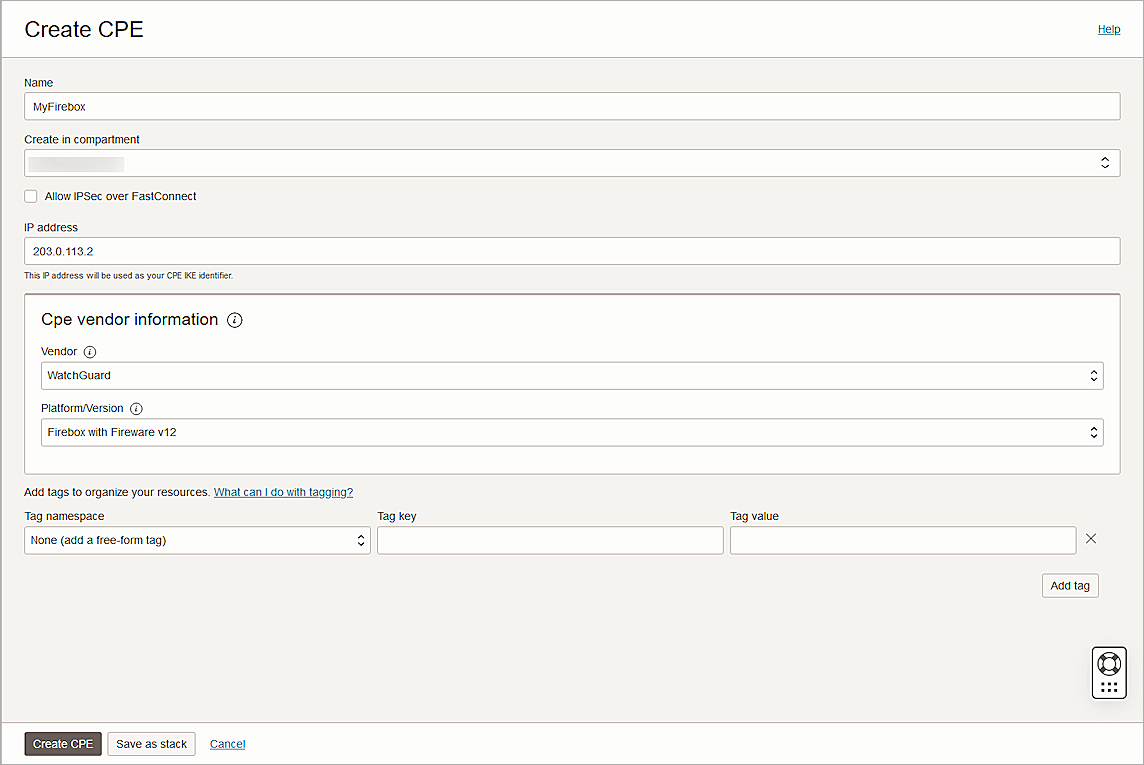 Create CPE
Help
Name
MyFirebox
Create in compartment
Allow IPSec over FastConnect
IP address
203.0.113.2
This IP address will be used as your CPE IKE identifier.
Cpe vendor information
Vendor
WatchGuard
Platform/Version
Firebox with Fireware v12
Add tags to organize your resources. What can I do with tagging?
Tag namespace Tag key Tag value
None (add a free-form tag)
Add tag
Create CPE Save as stack Cancel